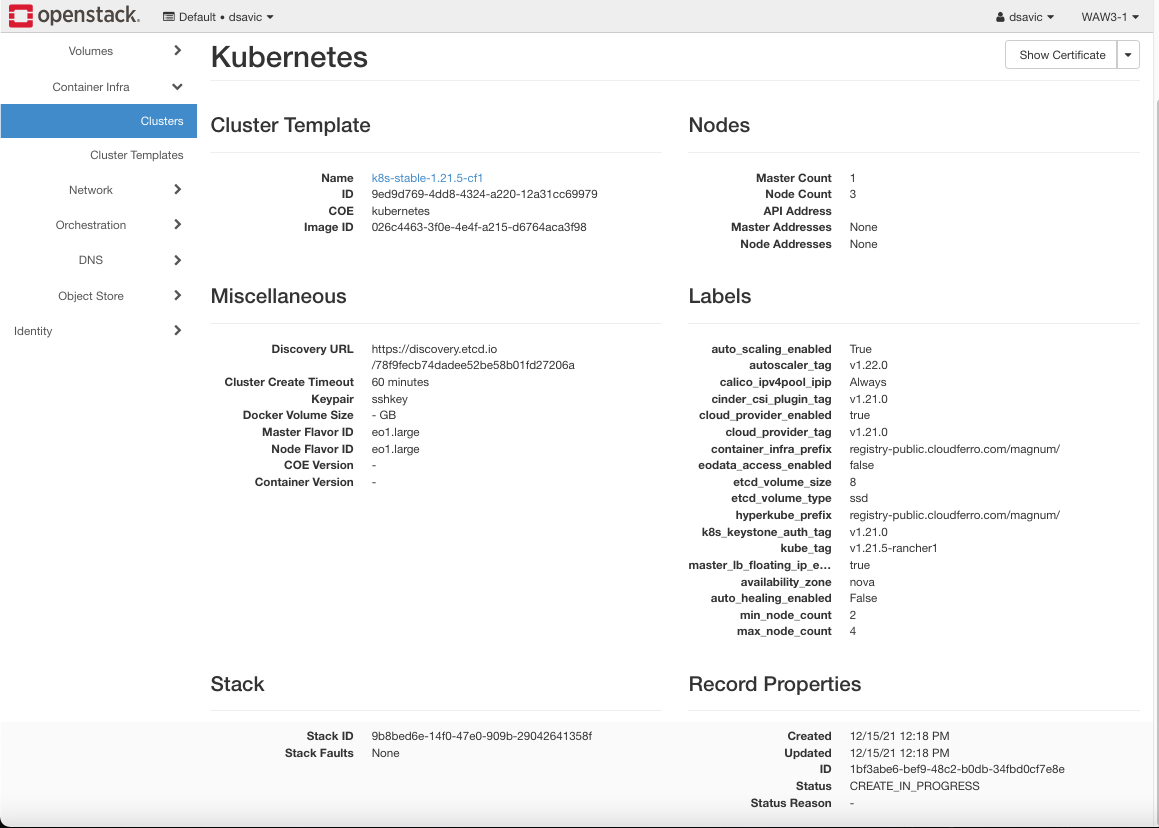 openstack. Default • dsavic dsavic WAW3-1
Volumes
Container Infra
Clusters
Cluster Templates
Network
Orchestration
DNS
Object Store
Identity
Kubernetes
Show Certificate
Cluster Template
Name k8s-stable-1.21.5-cf1
ID 9ed9d769-4dd8-4324-a220-12a31cc69979
COE kubernetes
Image ID 026c4463-3f0e-4e4f-a215-d6764aca3f98
Nodes
Master Count 1
Node Count 3
API Address
Master Addresses None
Node Addresses None
Miscellaneous
Discovery URL https://discovery.etcd.io
/78f9fecb74dadee52be58b01fd27206a
Cluster Create Timeout 60 minutes
Keypair sshkey
Docker Volume Size - GB
Master Flavor ID eo1.large
Node Flavor ID eo1.large
COE Version -
Container Version -
Labels
auto_scaling_enabled True
autoscaler_tag v1.22.0
calico_ipv4pool_ipip Always
cinder_csi_plugin_tag v1.21.0
cloud_provider_enabled true
cloud_provider_tag v1.21.0
container_infra_prefix registry-public.cloudferro.com/magnum/
eodata_access_enabled false
etcd_volume_size 8
etcd_volume_type ssd
hyperkube_prefix registry-public.cloudferro.com/magnum/
k8s_keystone_auth_tag v1.21.0
kube_tag v1.21.5-rancher1
master_lb_floating_ip_e... true
availability_zone nova
auto_healing_enabled False
min_node_count 2
max_node_count 4
Stack
Stack ID 9b8bed6e-14f0-47e0-909b-29042641358f
Stack Faults None
Record Properties
Created 12/15/21 12:18 PM
Updated 12/15/21 12:18 PM
ID 1bf3abe6-bef9-48c2-b0db-34fbd0cf7e8e
Status CREATE_IN_PROGRESS
Status Reason -